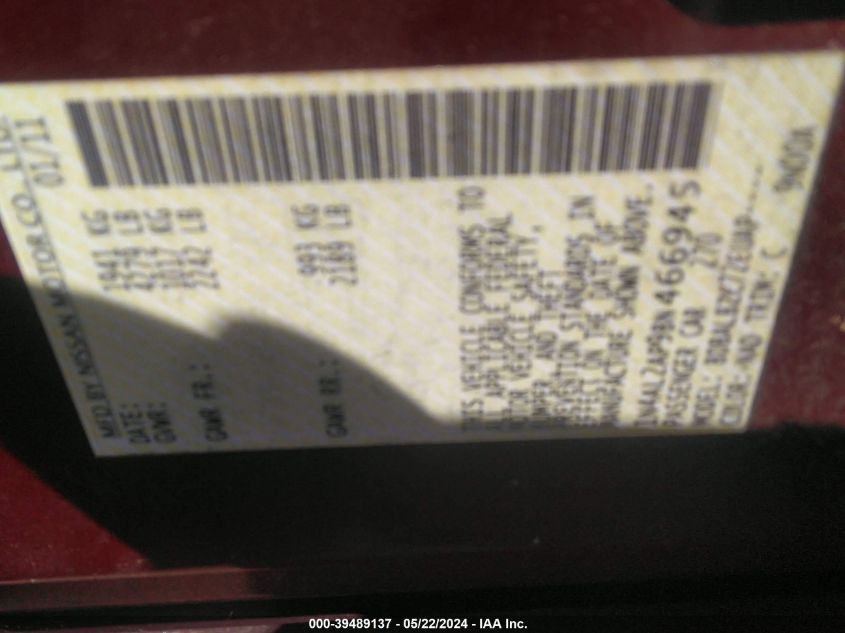 MFD BY NISSAN MOTOR CO., LTD.
DATE: 01/11
GVWR: 1941 KG
4279 LB
GAWR FR.: 1017 KG
2242 LB
GAWR RR.: 993 KG
2189 LB
THIS VEHICLE CONFORMS TO
ALL APPLICABLE FEDERAL
MOTOR VEHICLE SAFETY,
BUMPER, AND THEFT
PREVENTION STANDARDS IN
EFFECT ON THE DATE OF
MANUFACTURE SHOWN ABOVE.
1N4AL2AP9BN466945
PASSENGER CAR 270
MODEL:
COLOR: NAD TRIM: C 9N00A
000-39489137 - 05/22/2024 - IAA Inc.